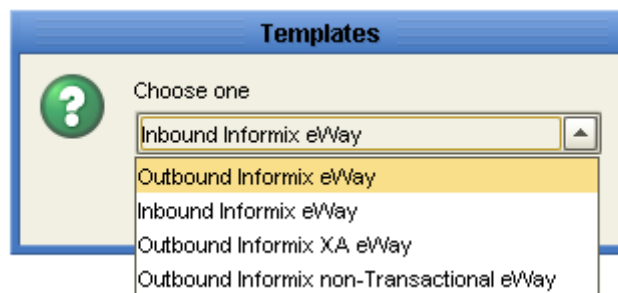 Templates
Choose one
Inbound Informix eWay
Outbound Informix eWay
Inbound Informix eWay
Outbound Informix XA eWay
Outbound Informix non-Transactional eWay